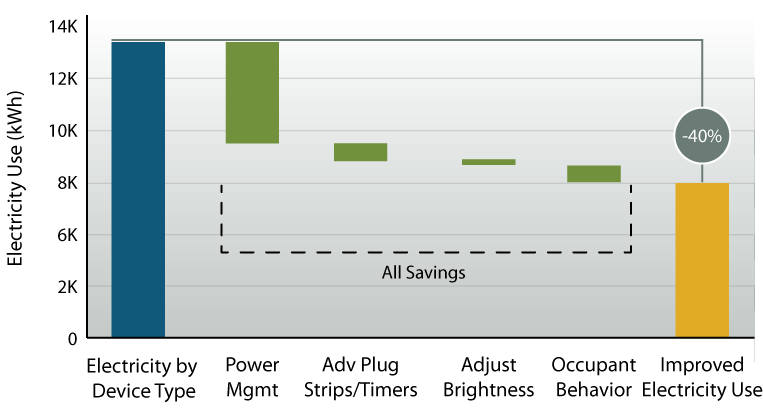 14K
12K
10K
8K
6K
2K
0
Electricity Use (kWh)
-40%
All Savings
Electricity by
Device Type
Power
Mgmt
Adv Plug
Strips/Timers
Adjust
Brightness
Occupant
Behavior
Improved
Electricity Use